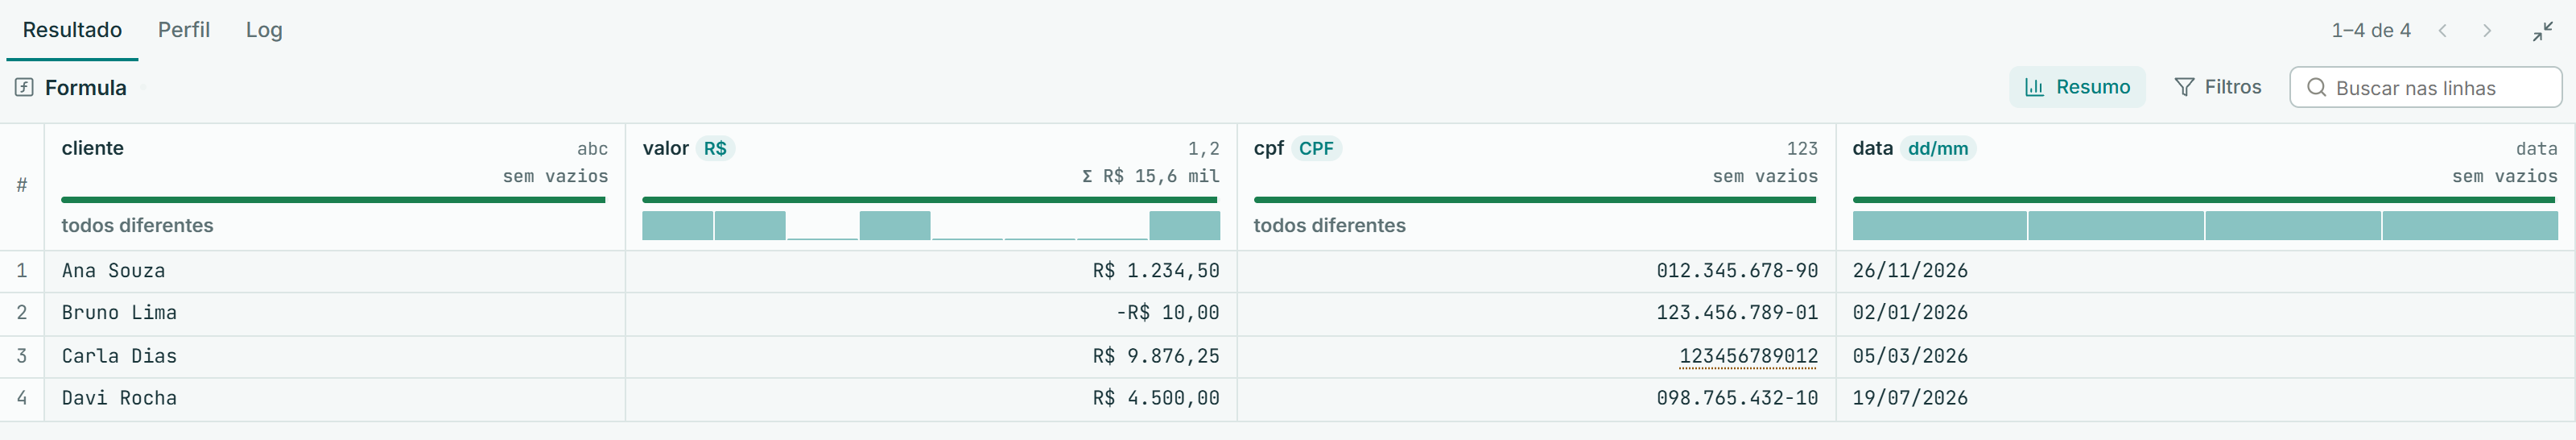 Resultado Perfil Log 1–4 de 4
Formula Resumo Filtros Buscar nas linhas
# cliente abc valor R$ 1,2 cpf CPF 123 data dd/mm data
sem vazios Σ R$ 15,6 mil sem vazios sem vazios
todos diferentes todos diferentes
1 Ana Souza R$ 1.234,50 012.345.678-90 26/11/2026
2 Bruno Lima -R$ 10,00 123.456.789-01 02/01/2026
3 Carla Dias R$ 9.876,25 123456789012 05/03/2026
4 Davi Rocha R$ 4.500,00 098.765.432-10 19/07/2026